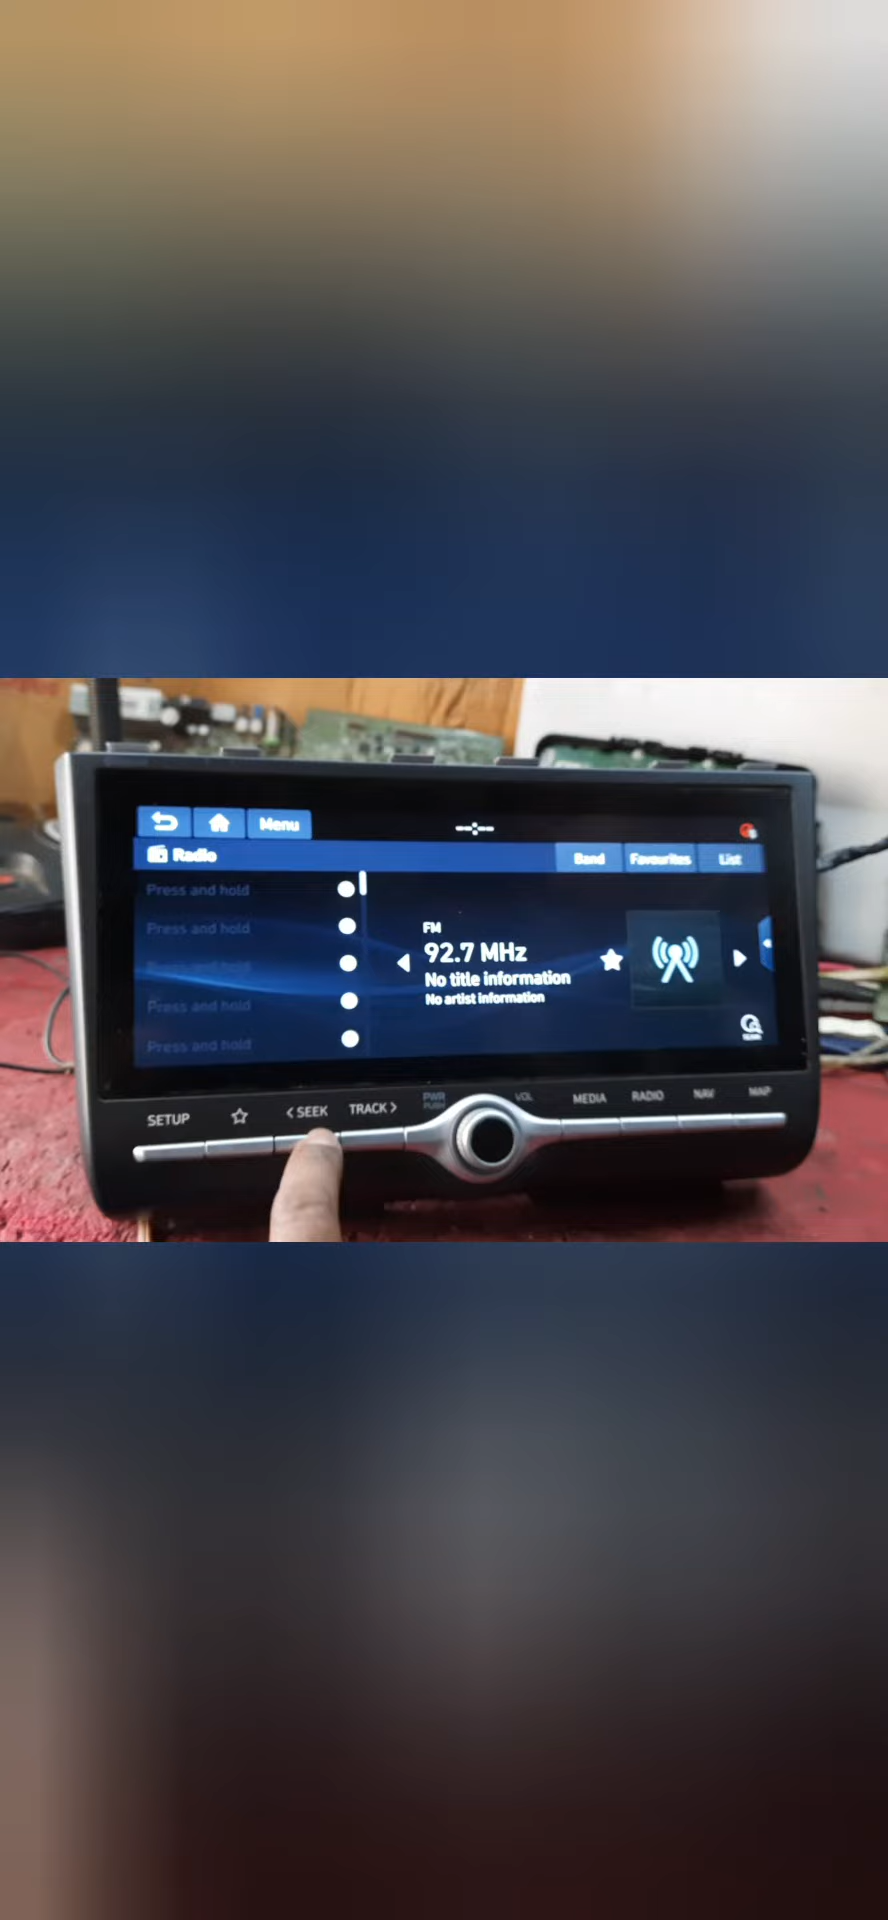 Menu
--:--
Radio
Band Favourites List
Press and hold
Press and hold
Press and hold
Press and hold
FM
92.7 MHz
No title information
No artist information
SETUP
< SEEK
TRACK >
PWR
PUSH
VOL
MEDIA
RADIO
NAV
MAP